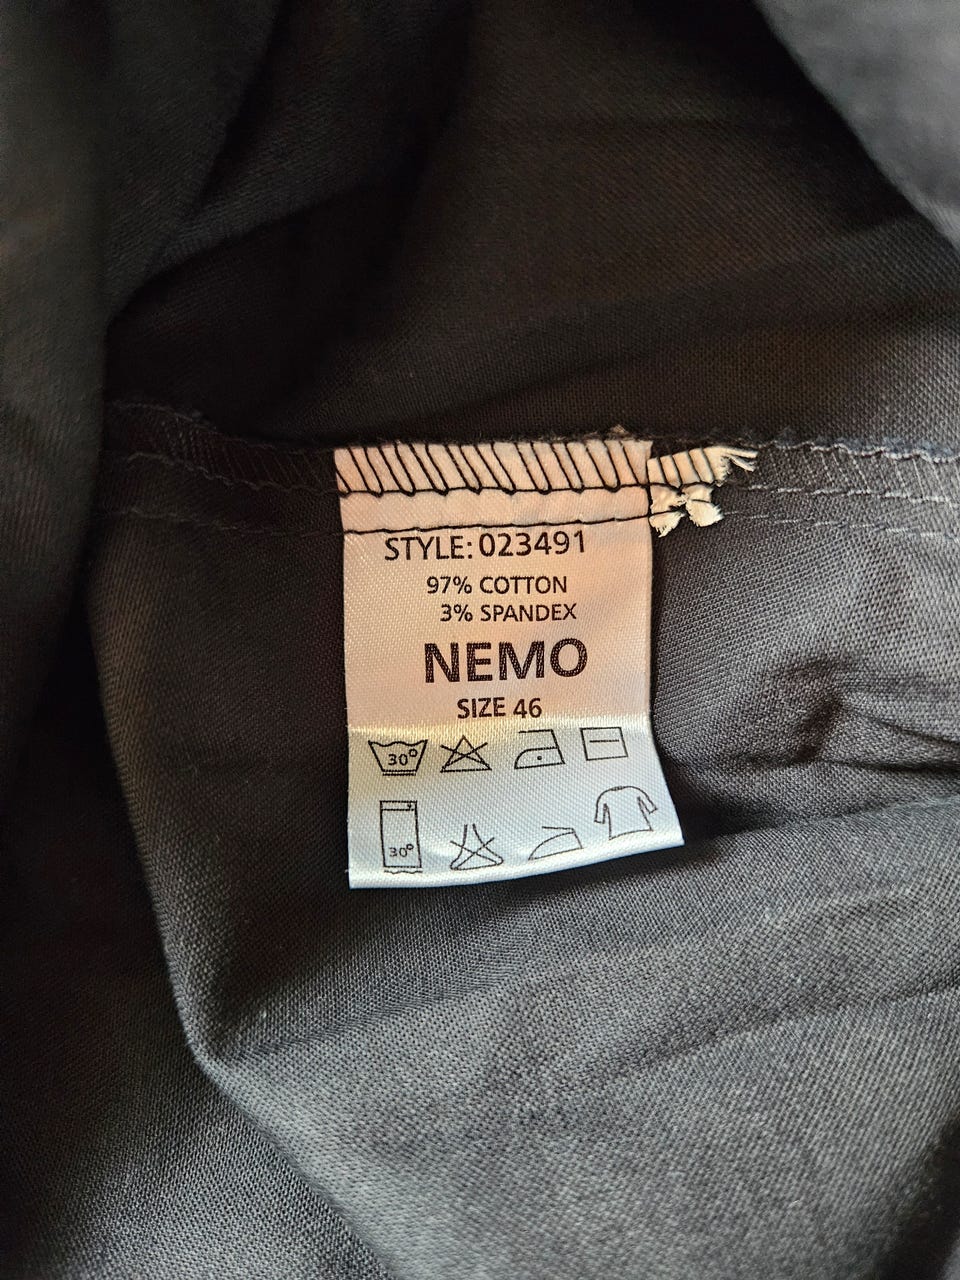 STYLE: 023491
97% COTTON
3% SPANDEX
NEMO
SIZE 46
30°
30°